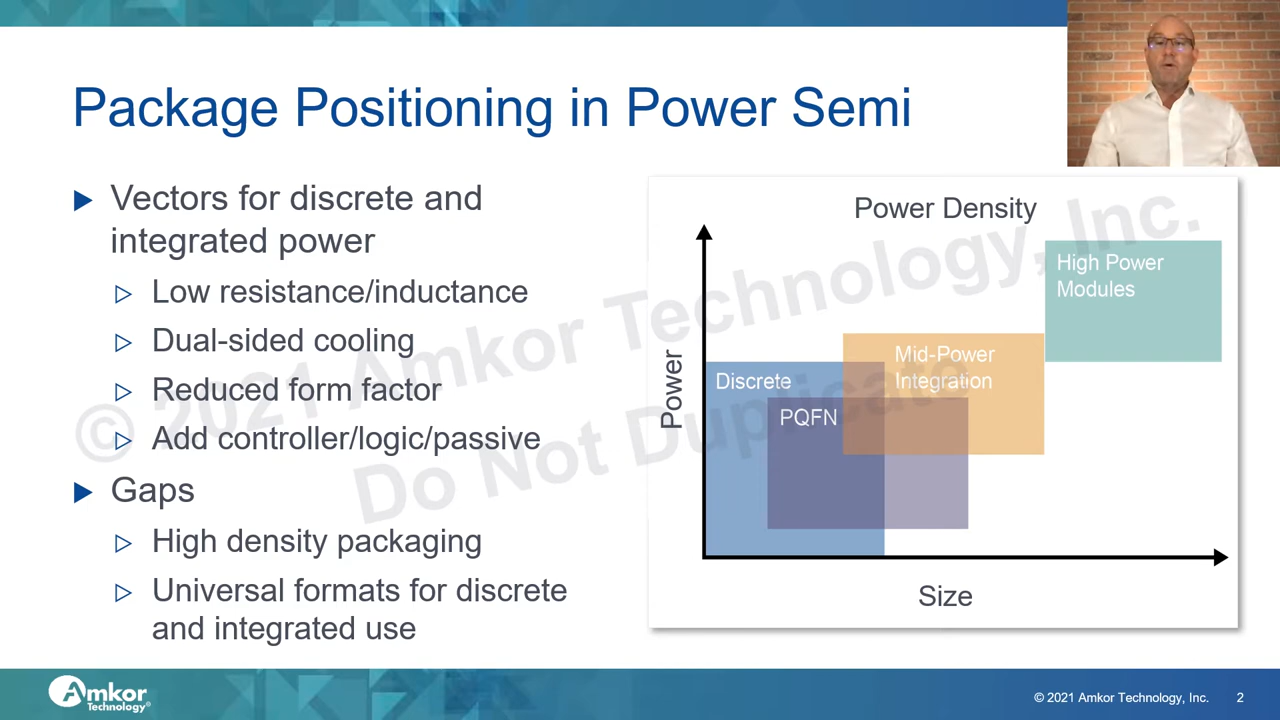 Package Positioning in Power Semi
Vectors for discrete and
integrated power
Low resistance/inductance
Dual-sided cooling
Reduced form factor
Add controller/logic/passive
Gaps
High density packaging
Universal formats for discrete
and integrated use
Power Density
Power
High Power
Modules
Mid-Power
Integration
Discrete
PQFN
Size
© 2021 Amkor Technology, Inc.
Do Not Duplicate
Amkor
Technology®
© 2021 Amkor Technology, Inc.
2